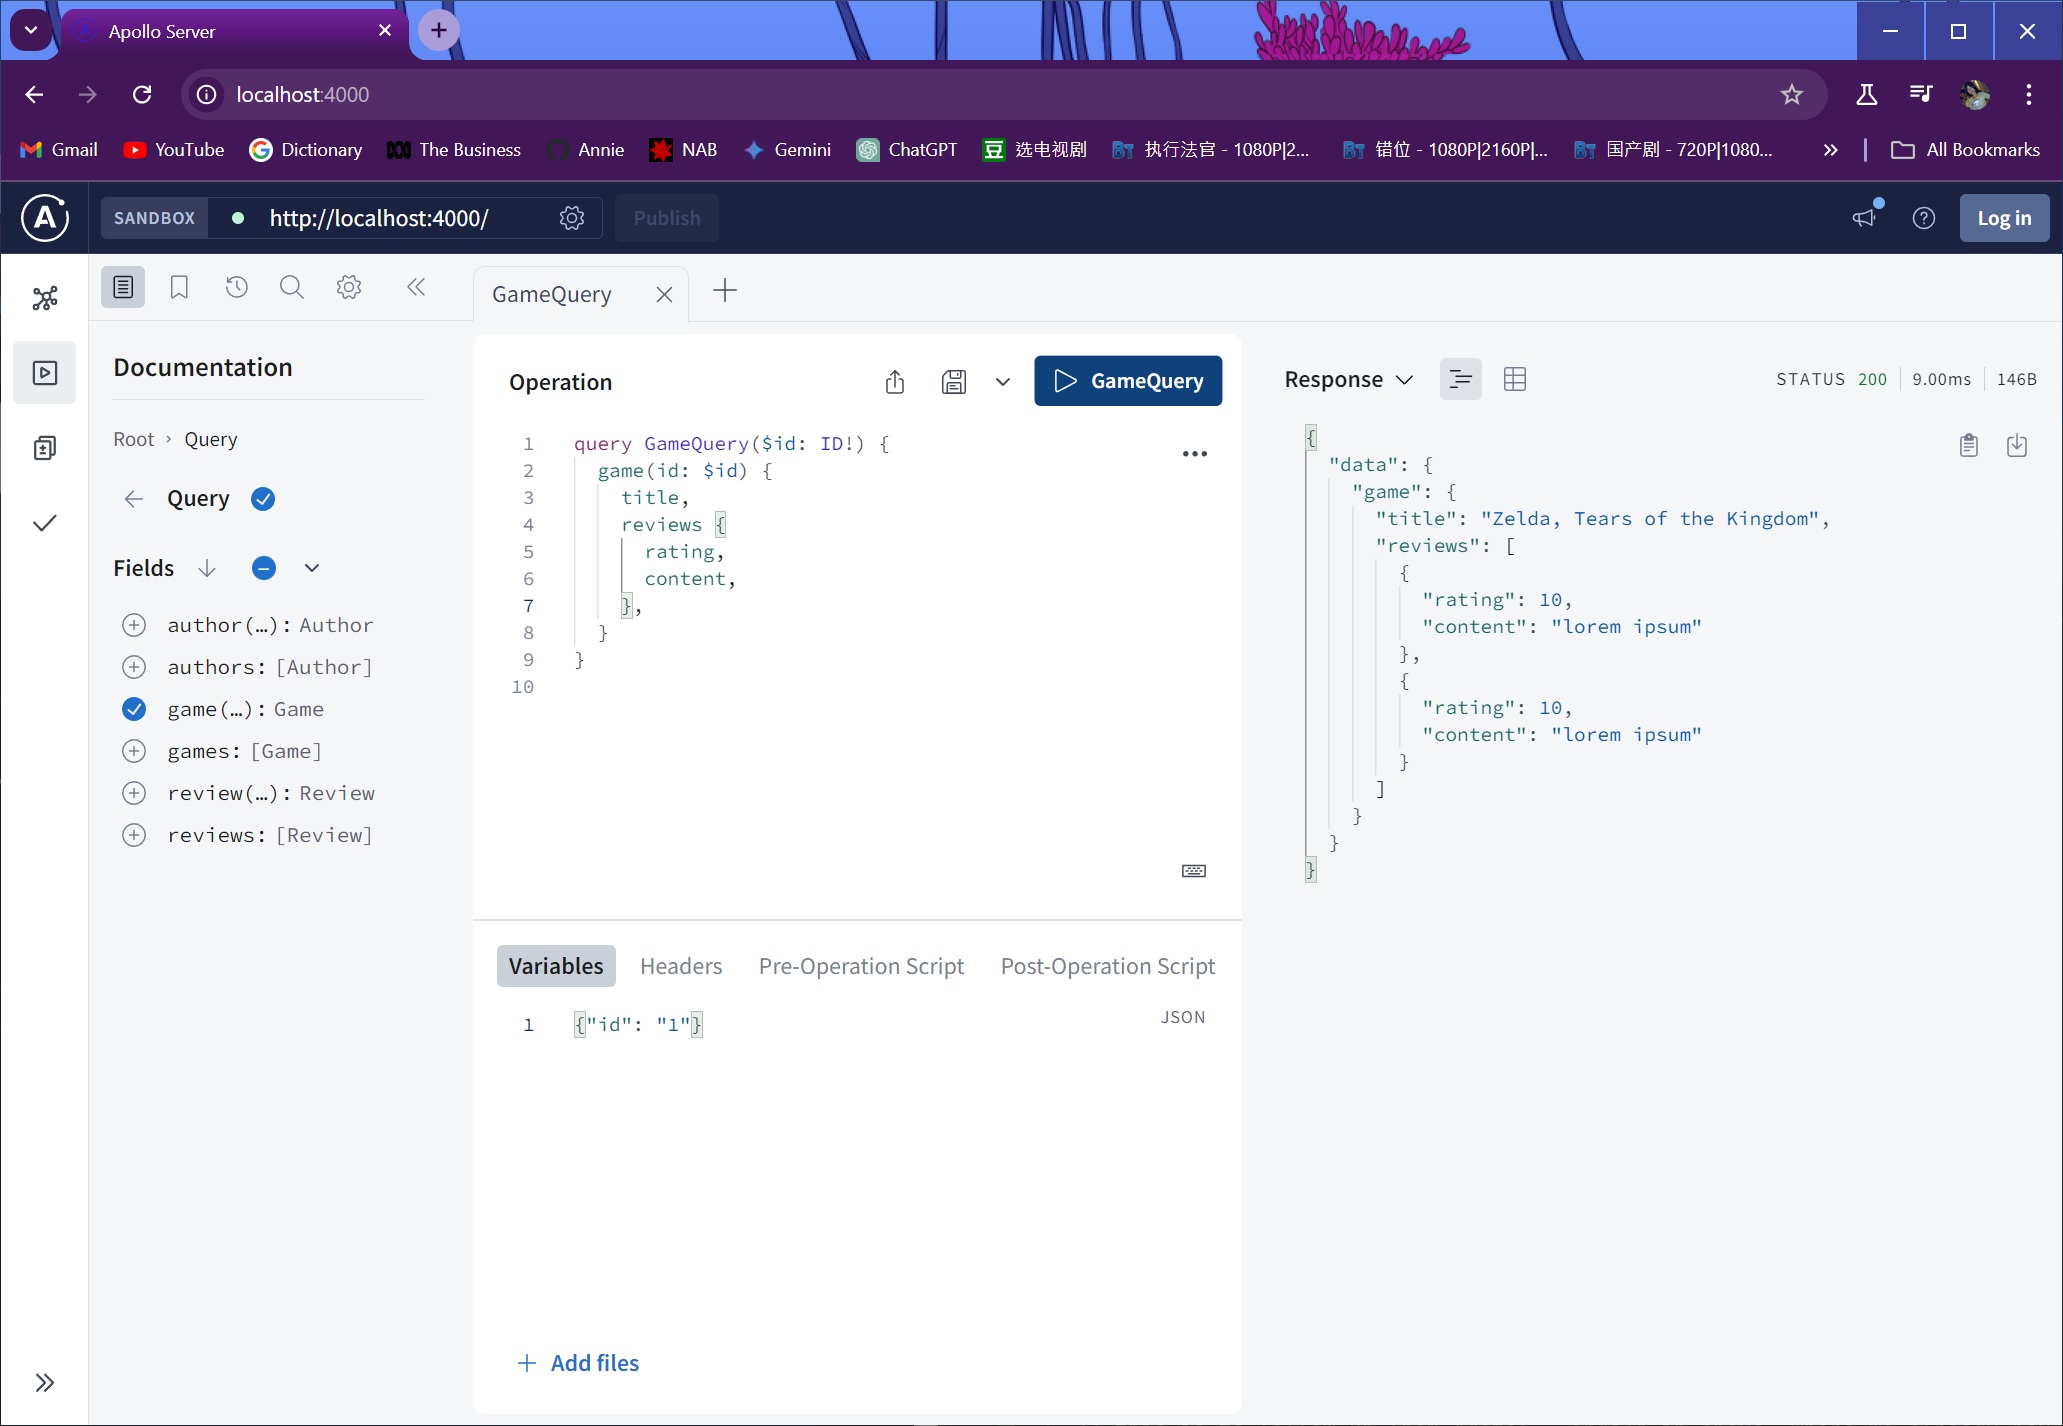 Apollo Server
localhost:4000
Gmail YouTube Dictionary The Business Annie NAB Gemini ChatGPT 选电视剧 执行法官 - 1080P|2... 错位 - 1080P|2160P|... 国产剧 - 720P|1080... All Bookmarks
SANDBOX http://localhost:4000/ Publish Log in
GameQuery
Documentation
Root › Query
Query
Fields
author(…): Author
authors: [Author]
game(…): Game
games: [Game]
review(…): Review
reviews: [Review]
Operation GameQuery
1 query GameQuery($id: ID!) {
2 game(id: $id) {
3 title,
4 reviews {
5 rating,
6 content,
7 },
8 }
9 }
10
Variables Headers Pre-Operation Script Post-Operation Script
1 {"id": "1"}
JSON
Add files
Response STATUS 200 9.00ms 146B
{
"data": {
"game": {
"title": "Zelda, Tears of the Kingdom",
"reviews": [
{
"rating": 10,
"content": "lorem ipsum"
},
{
"rating": 10,
"content": "lorem ipsum"
}
]
}
}
}